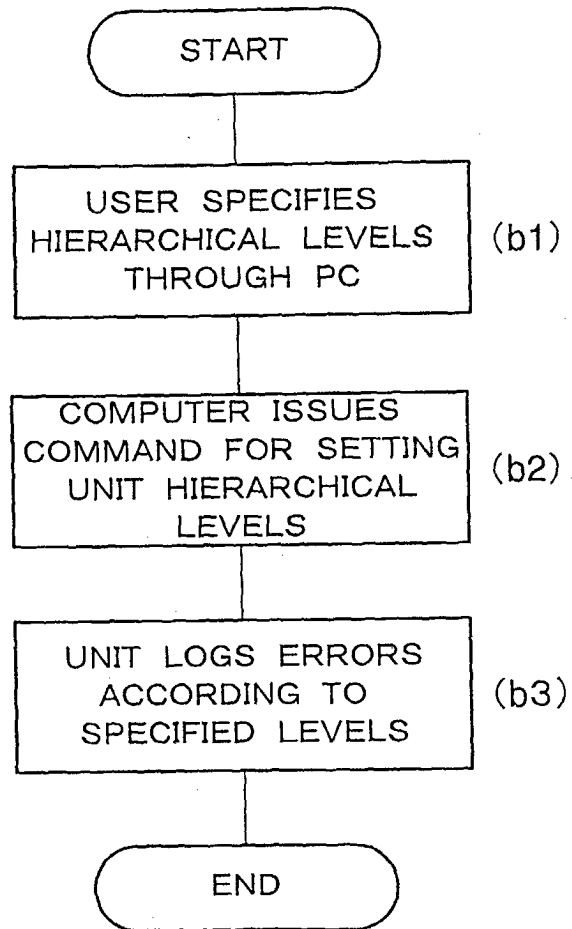 START
USER SPECIFIES
HIERARCHICAL LEVELS
THROUGH PC
(b1)
COMPUTER ISSUES
COMMAND FOR SETTING
UNIT HIERARCHICAL
LEVELS
(b2)
UNIT LOGS ERRORS
ACCORDING TO
SPECIFIED LEVELS
(b3)
END